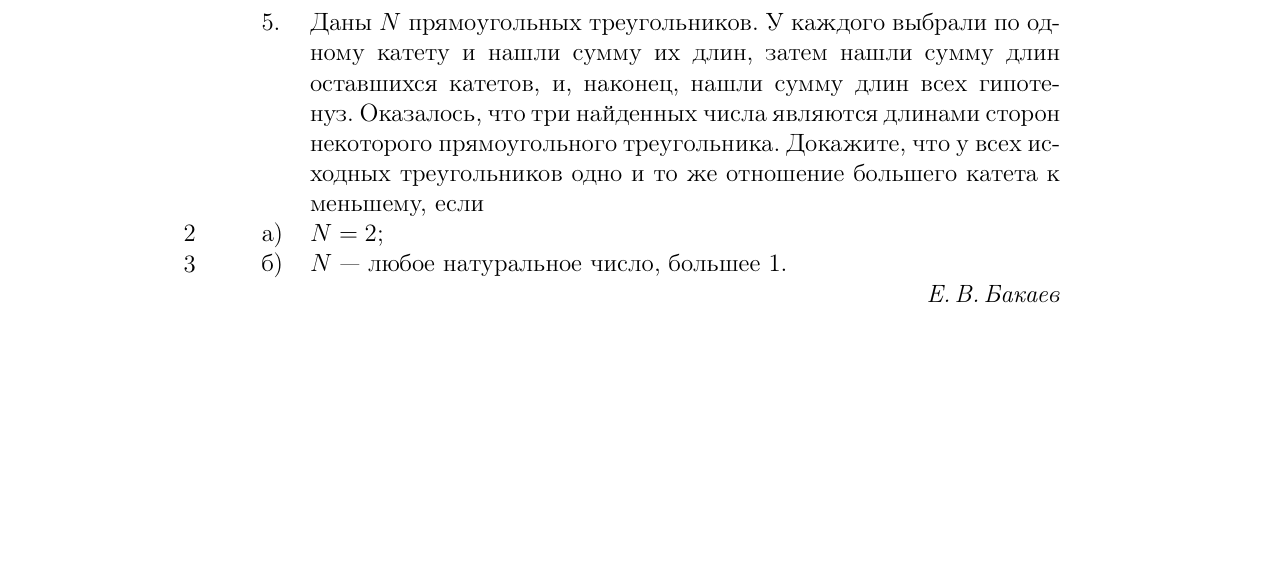 5. Даны N прямоугольных треугольников. У каждого выбрали по од-
ному катету и нашли сумму их длин, затем нашли сумму длин
оставшихся катетов, и, наконец, нашли сумму длин всех гипоте-
нуз. Оказалось, что три найденных числа являются длинами сторон
некоторого прямоугольного треугольника. Докажите, что у всех ис-
ходных треугольников одно и то же отношение большего катета к
меньшему, если
2 а) N = 2;
3 б) N — любое натуральное число, большее 1.
Е. В. Бакаев